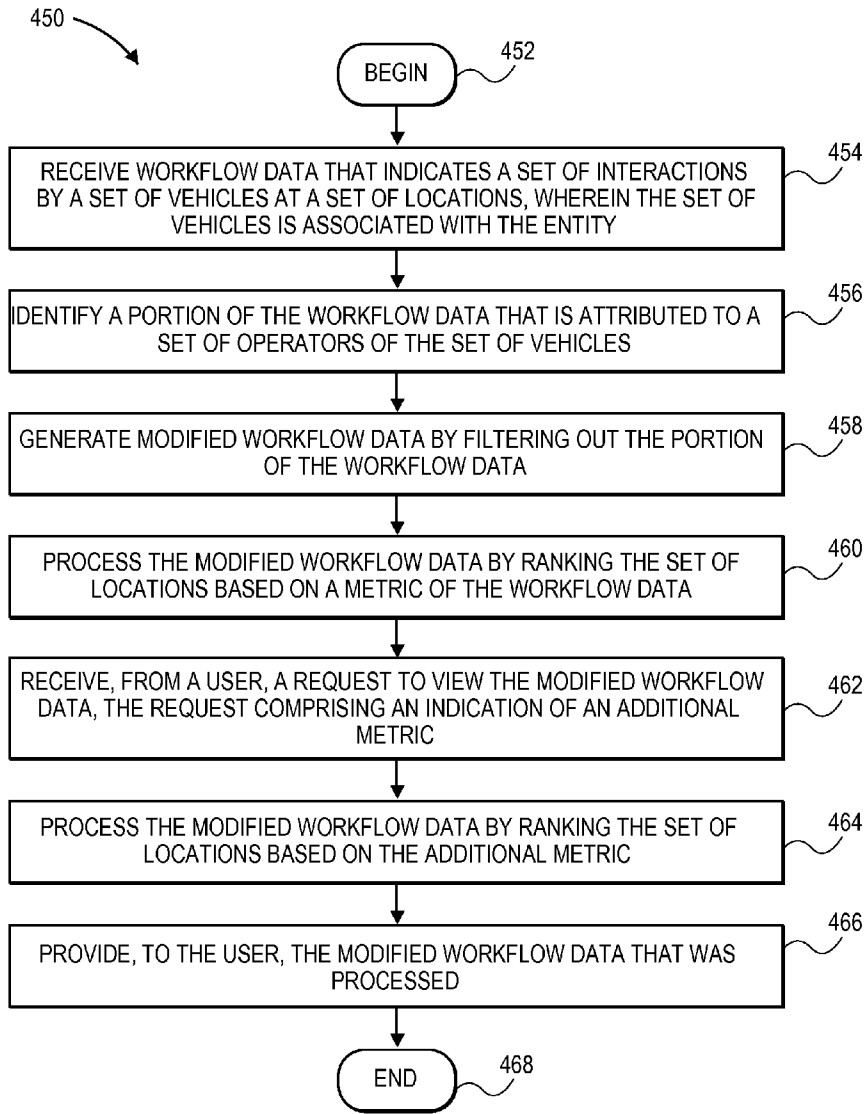 450
BEGIN
452
RECEIVE WORKFLOW DATA THAT INDICATES A SET OF INTERACTIONS
BY A SET OF VEHICLES AT A SET OF LOCATIONS, WHEREIN THE SET OF
VEHICLES IS ASSOCIATED WITH THE ENTITY
454
IDENTIFY A PORTION OF THE WORKFLOW DATA THAT IS ATTRIBUTED TO A
SET OF OPERATORS OF THE SET OF VEHICLES
456
GENERATE MODIFIED WORKFLOW DATA BY FILTERING OUT THE PORTION
OF THE WORKFLOW DATA
458
PROCESS THE MODIFIED WORKFLOW DATA BY RANKING THE SET OF
LOCATIONS BASED ON A METRIC OF THE WORKFLOW DATA
460
RECEIVE, FROM A USER, A REQUEST TO VIEW THE MODIFIED WORKFLOW
DATA, THE REQUEST COMPRISING AN INDICATION OF AN ADDITIONAL
METRIC
462
PROCESS THE MODIFIED WORKFLOW DATA BY RANKING THE SET OF
LOCATIONS BASED ON THE ADDITIONAL METRIC
464
PROVIDE, TO THE USER, THE MODIFIED WORKFLOW DATA THAT WAS
PROCESSED
466
END
468